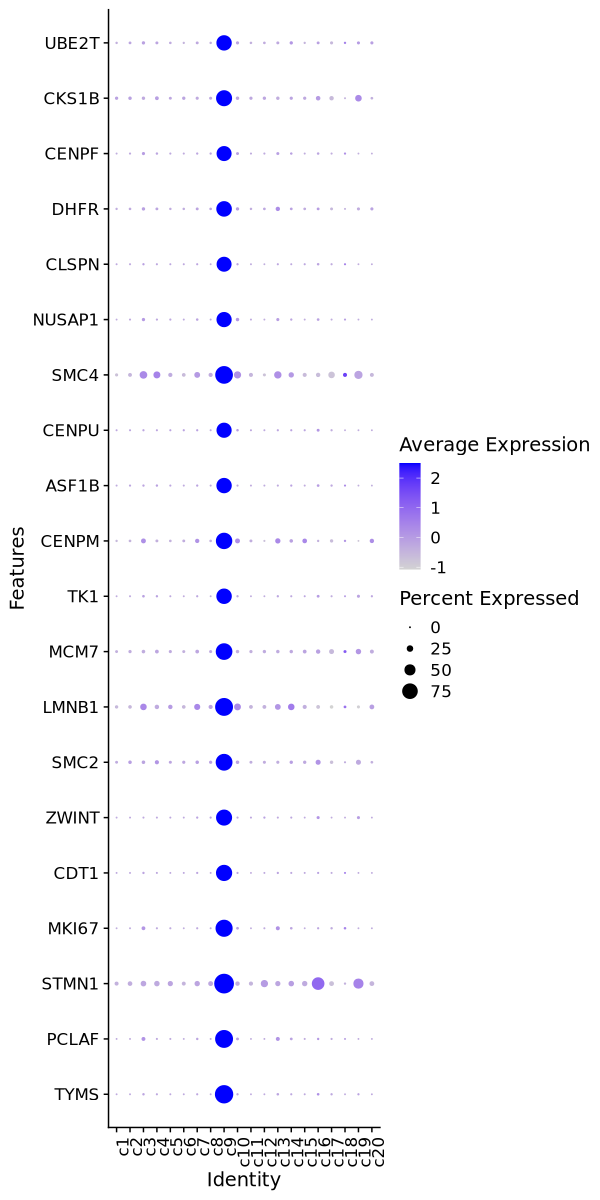 UBE2T
CKS1B
CENPF
DHFR
CLSPN
NUSAP1
SMC4
CENPU
ASF1B
CENPM
TK1
MCM7
LMNB1
SMC2
ZWINT
CDT1
MKI67
STMN1
PCLAF
TYMS
Features
c1 c2 c3 c4 c5 c6 c7 c8 c9 c10 c11 c12 c13 c14 c15 c16 c17 c18 c19 c20
Identity
Average Expression
2
1
0
-1
Percent Expressed
0
25
50
75